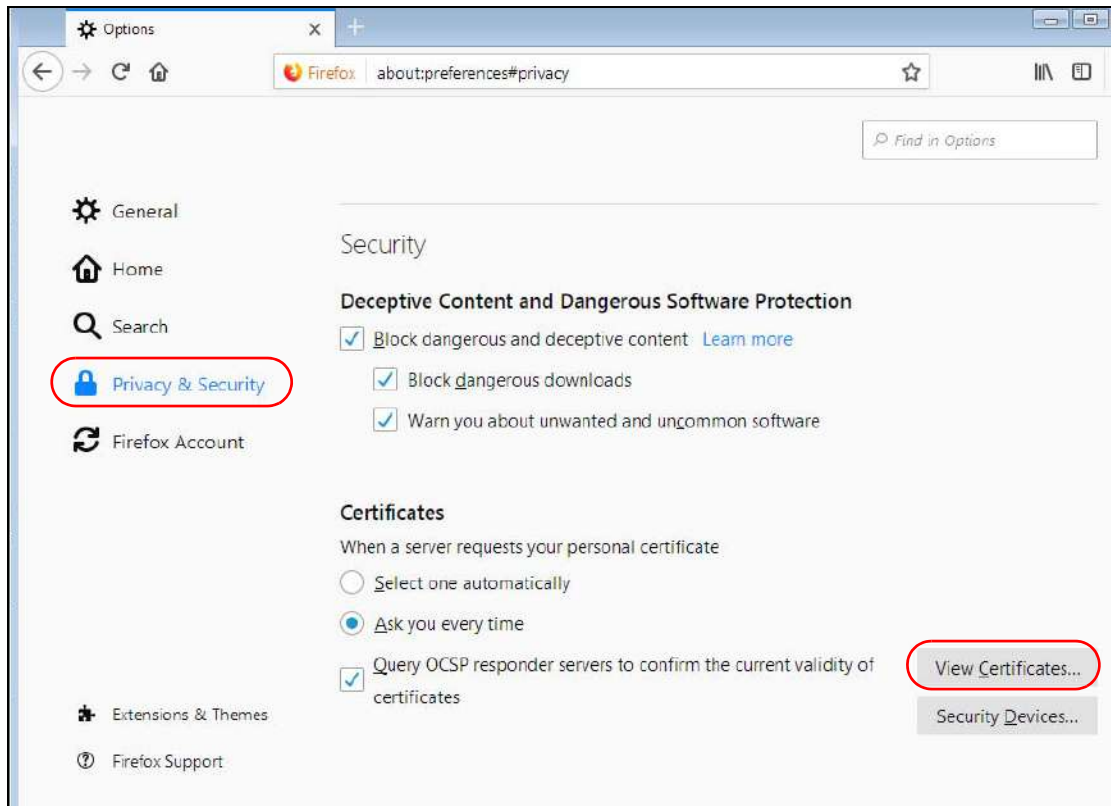 Options
Firefox about:preferences#privacy
Find in Options
General
Home
Search
Privacy & Security
Firefox Account
Extensions & Themes
Firefox Support
Security
Deceptive Content and Dangerous Software Protection
Block dangerous and deceptive content Learn more
Block dangerous downloads
Warn you about unwanted and uncommon software
Certificates
When a server requests your personal certificate
Select one automatically
Ask you every time
Query OCSP responder servers to confirm the current validity of
certificates
View Certificates...
Security Devices...